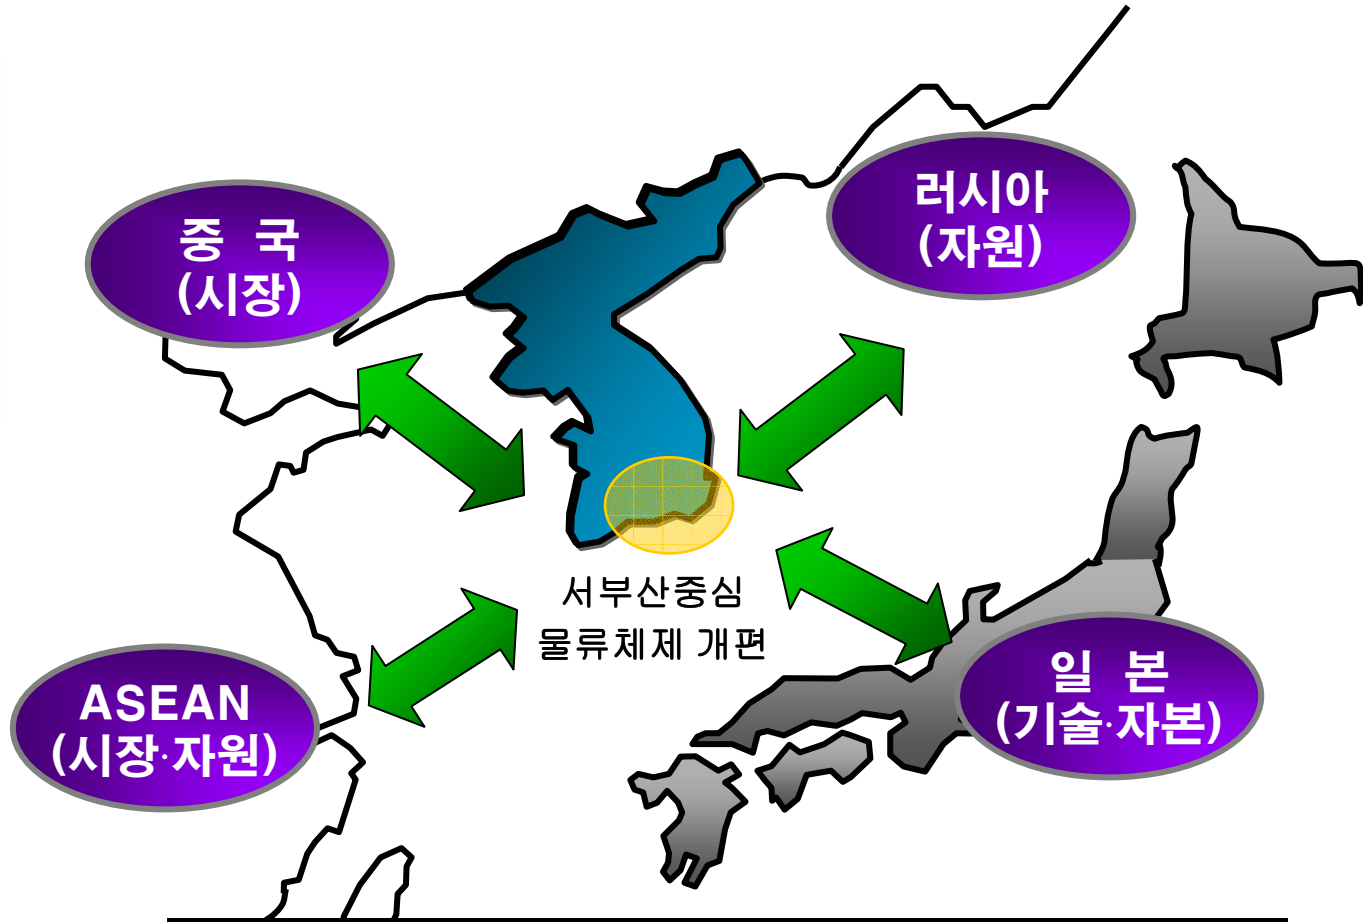 러시아
(자원)
중 국
(시장)
서부산중심
물류체제 개편
ASEAN
(시장·자원)
일 본
(기술·자본)